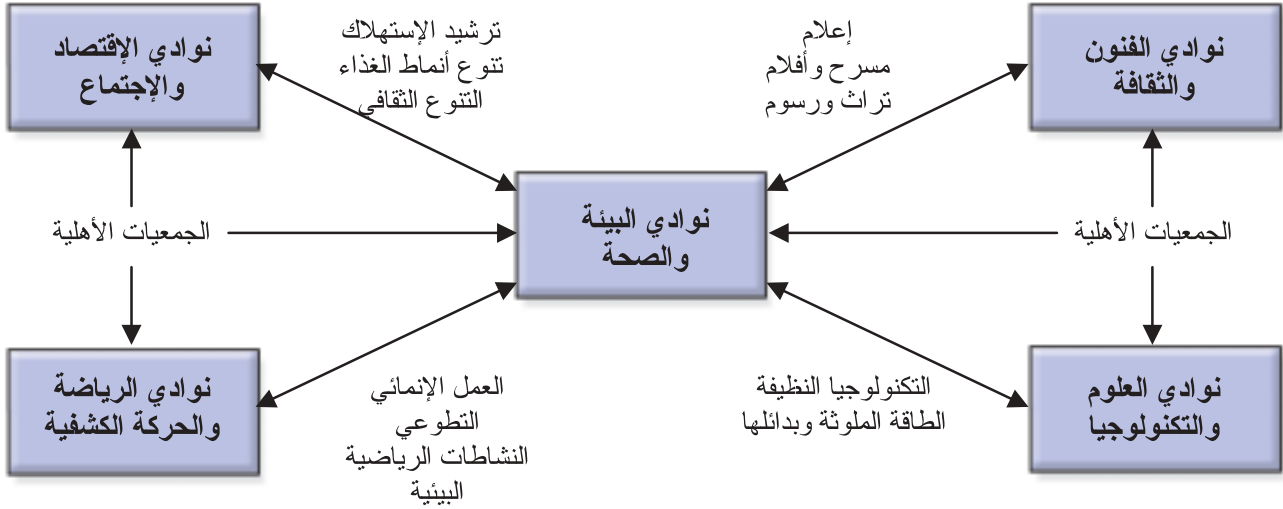 نوادي الفنون
والثقافة
إعلام
مسرح وأفلام
تراث ورسوم
ترشيد الإستهلاك
تنوع أنماط الغذاء
التنوع الثقافي
نوادي الإقتصاد
والإجتماع
الجمعيات الأهلية
نوادي البيئة
والصحة
الجمعيات الأهلية
نوادي العلوم
والتكنولوجيا
التكنولوجيا النظيفة
الطاقة الملوثة وبدائلها
العمل الإنمائي
التطوعي
النشاطات الرياضية
البيئية
نوادي الرياضة
والحركة الكشفية